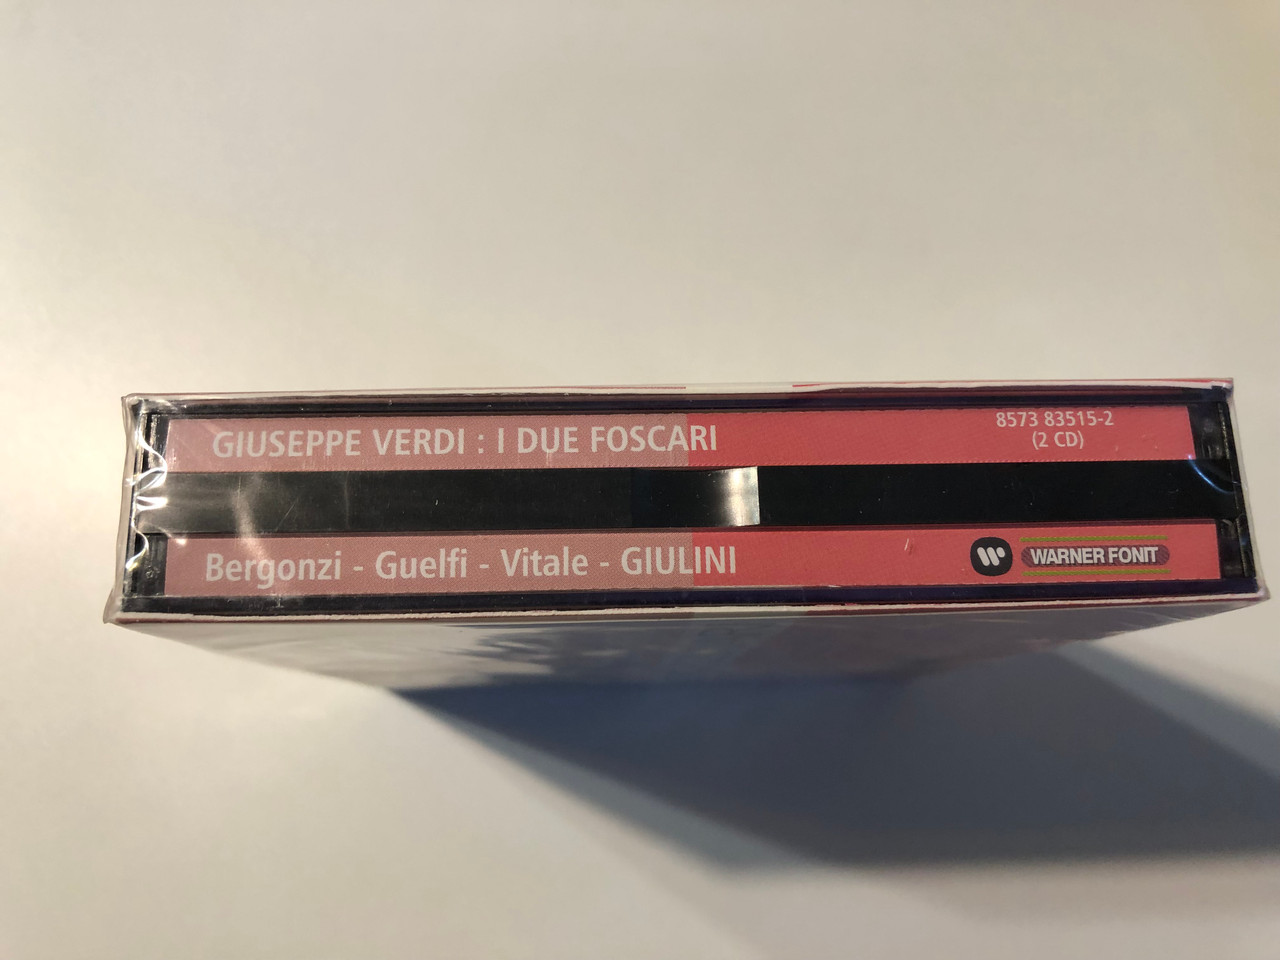 GIUSEPPE VERDI : I DUE FOSCARI
8573 83515-2
(2 CD)
Bergonzi - Guelfi - Vitale - GIULINI
WARNER FONIT